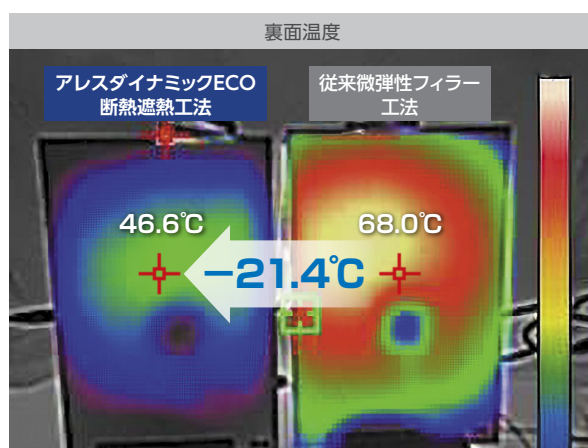 裏面温度
アレスダイナミックECO
断熱遮熱工法
従来微弾性フィラー
工法
46.6℃
68.0℃
−21.4℃